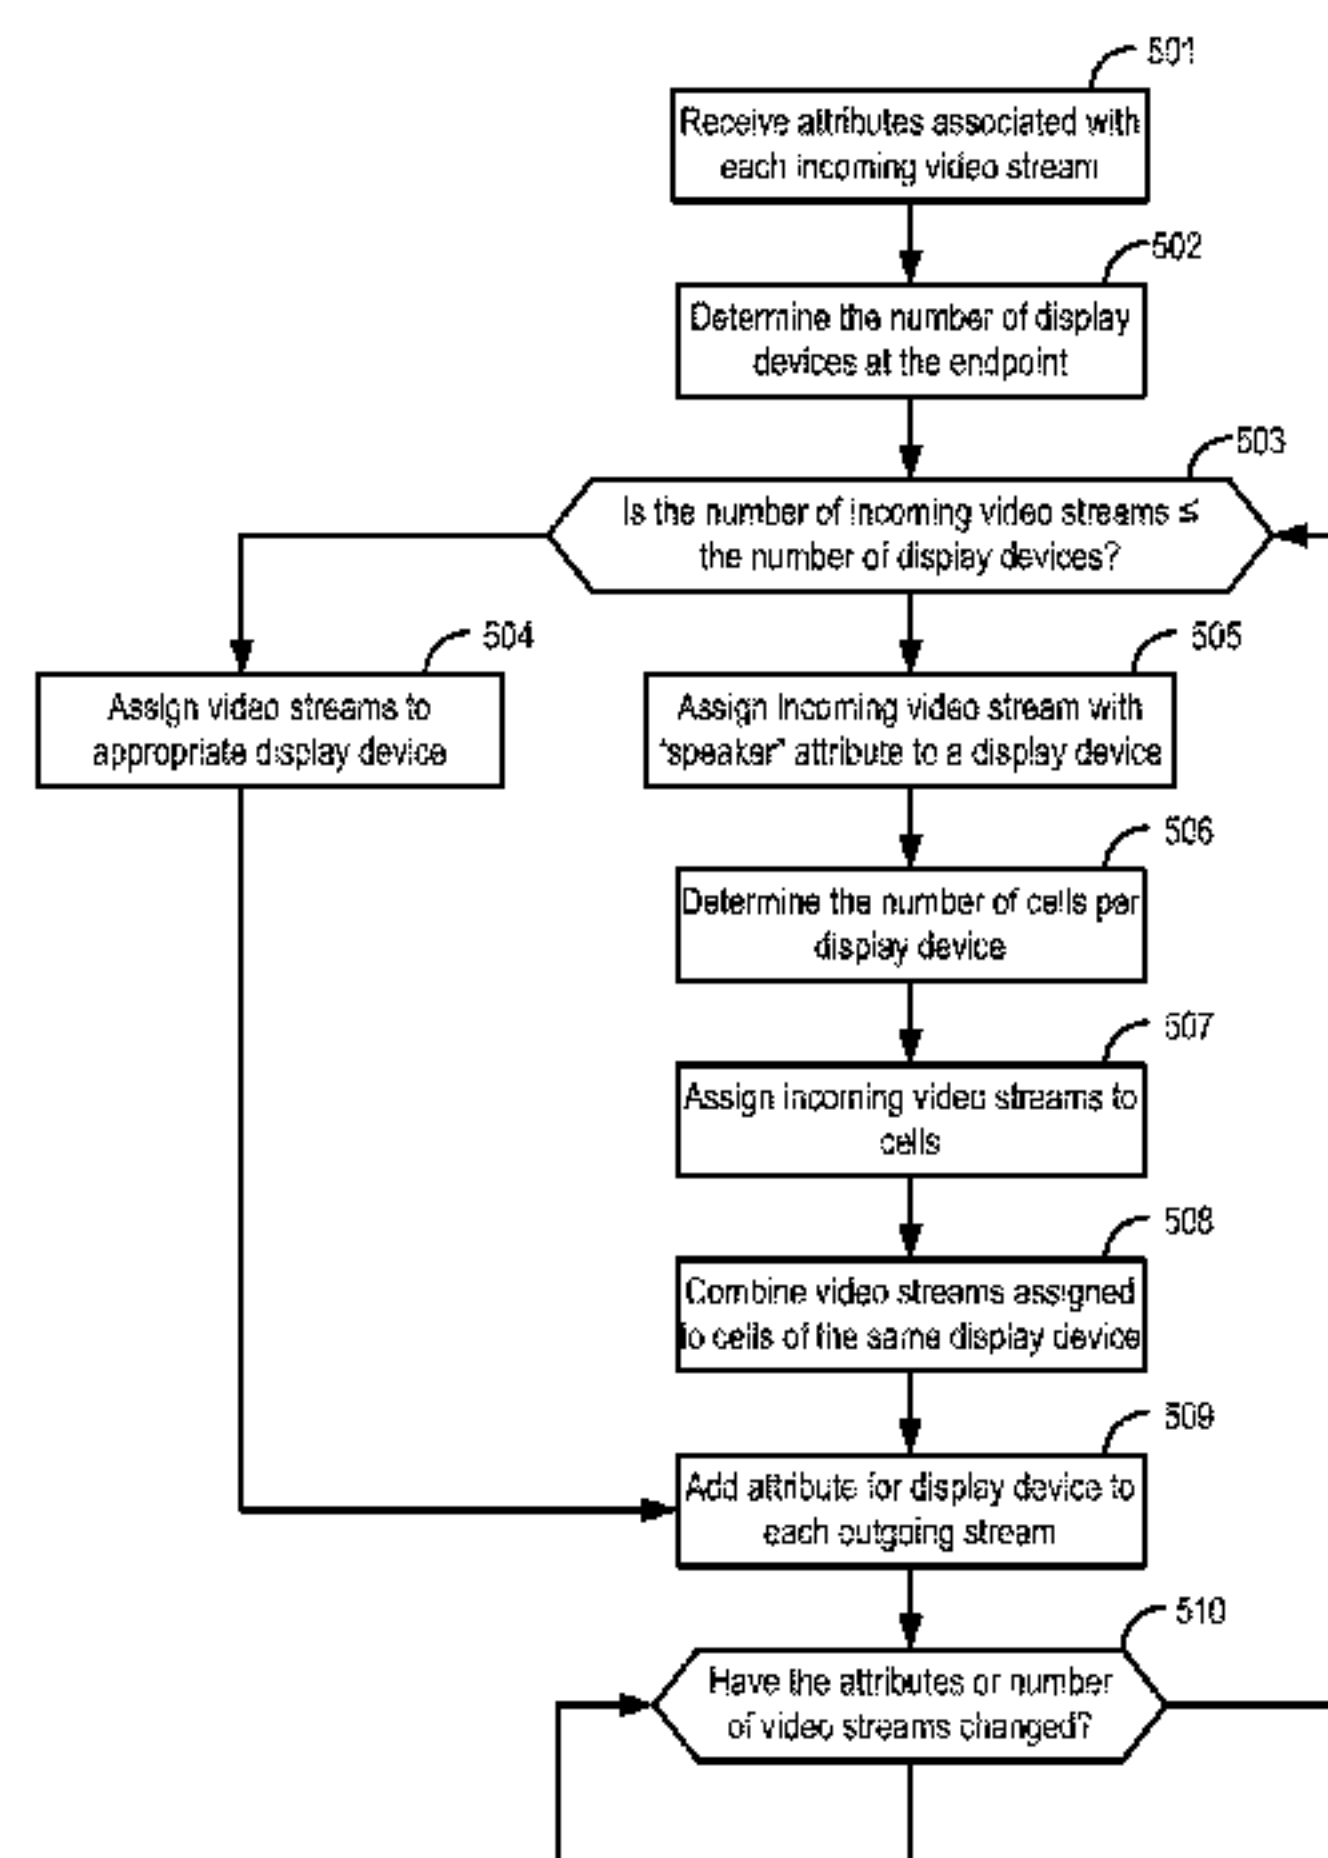 501
Receive attributes associated with
each incoming video stream
502
Determine the number of display
devices at the endpoint
503
Is the number of incoming video streams ≤
the number of display devices?
504
Assign video streams to
appropriate display device
505
Assign incoming video stream with
"speaker" attribute to a display device
506
Determine the number of cells per
display device
507
Assign incoming video streams to
cells
508
Combine video streams assigned
to cells of the same display device
509
Add attribute for display device to
each outgoing stream
510
Have the attributes or number
of video streams changed?